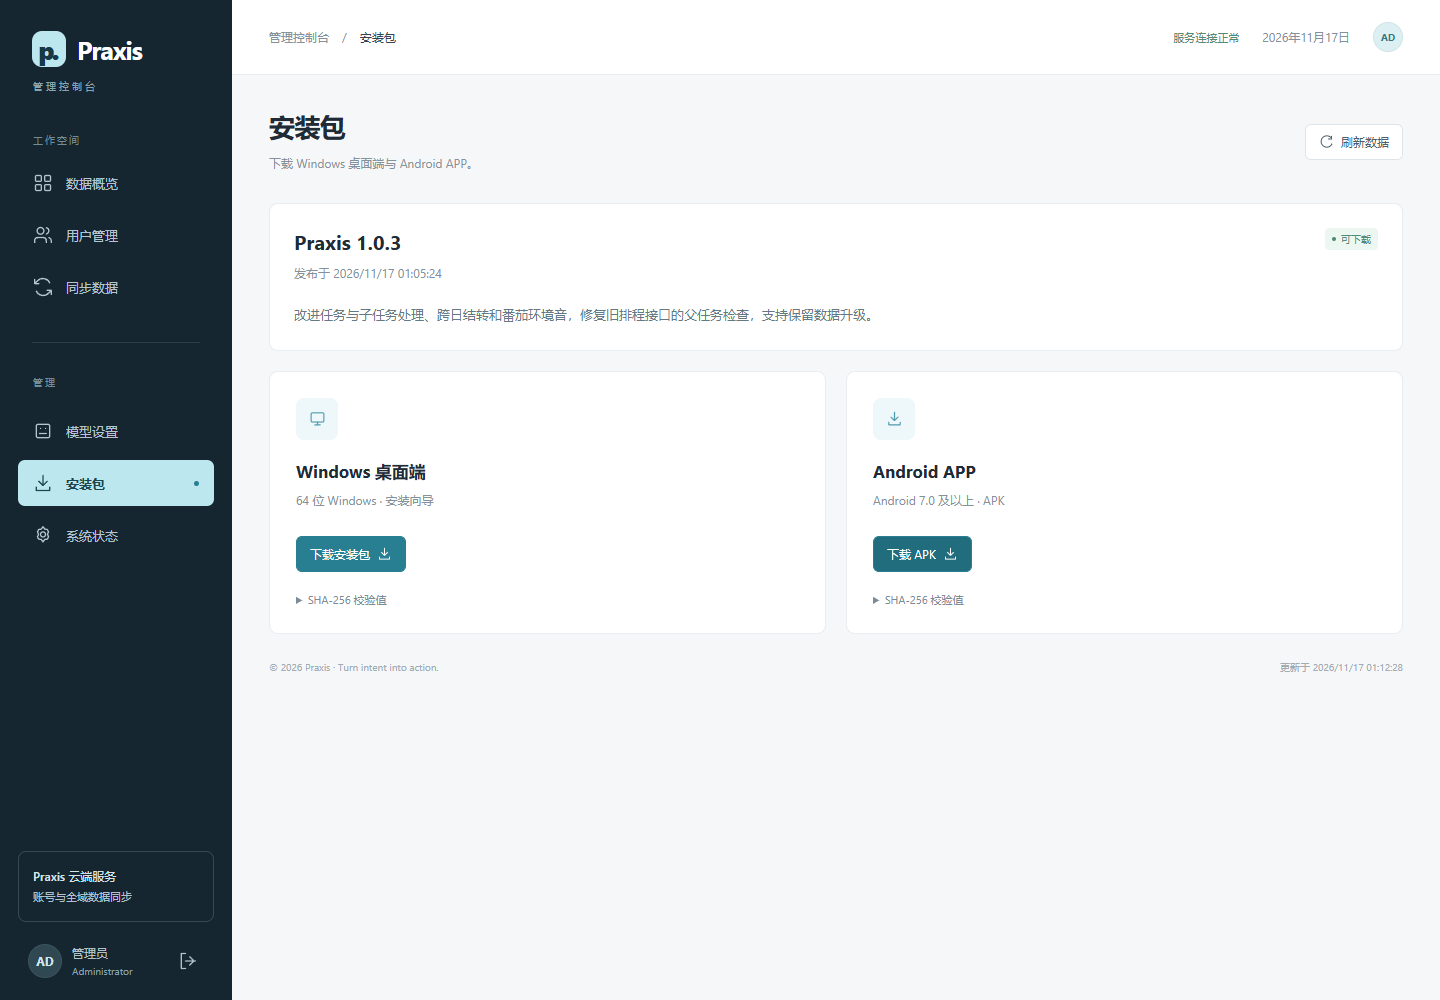 p. Praxis
管理控制台
工作空间
数据概览
用户管理
同步数据
管理
模型设置
安装包
系统状态
Praxis 云端服务
账号与全域数据同步
AD
管理员
Administrator
管理控制台 / 安装包
服务连接正常
2026年11月17日
AD
安装包
下载 Windows 桌面端与 Android APP。
刷新数据
Praxis 1.0.3
可下载
发布于 2026/11/17 01:05:24
改进任务与子任务处理、跨日结转和番茄环境音，修复旧排程接口的父任务检查，支持保留数据升级。
Windows 桌面端
64 位 Windows · 安装向导
下载安装包
▶ SHA-256 校验值
Android APP
Android 7.0 及以上 · APK
下载 APK
▶ SHA-256 校验值
© 2026 Praxis · Turn intent into action.
更新于 2026/11/17 01:12:28